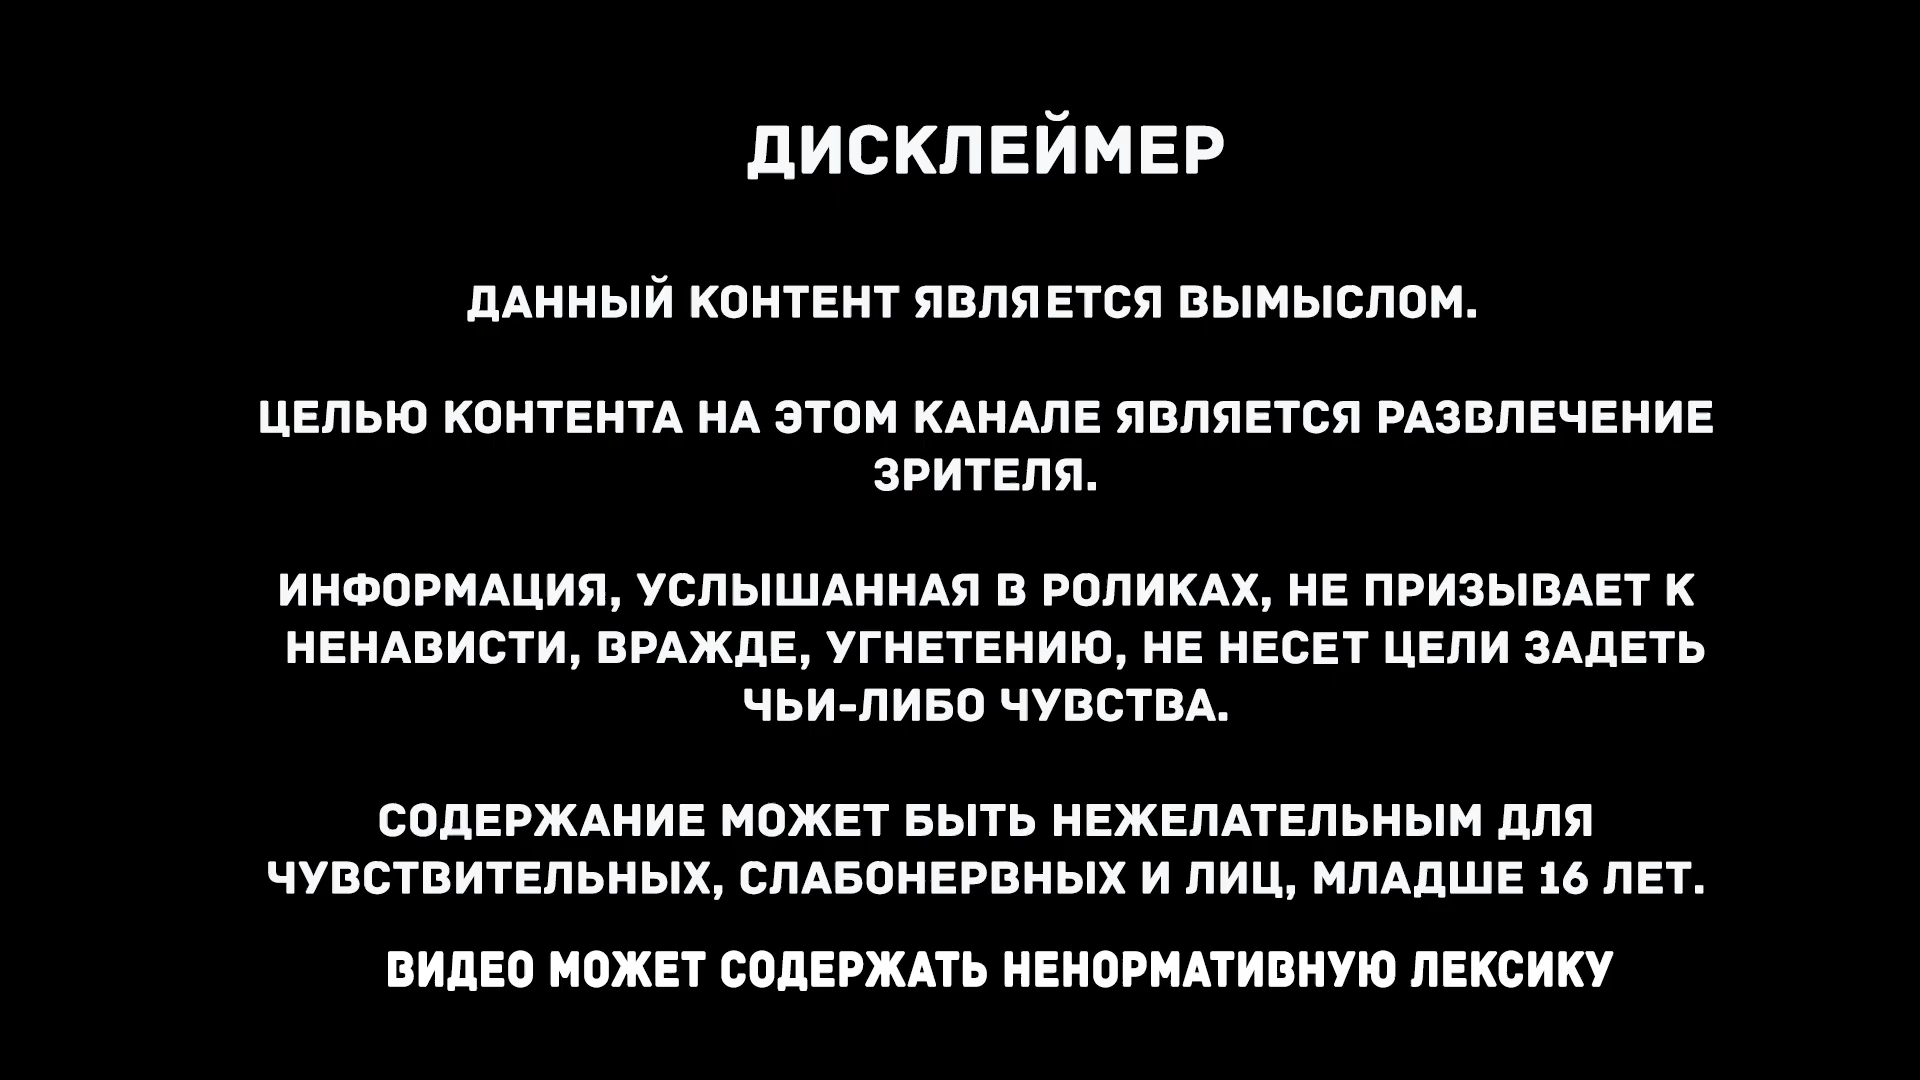 ДИСКЛЕЙМЕР
ДАННЫЙ КОНТЕНТ ЯВЛЯЕТСЯ ВЫМЫСЛОМ.
ЦЕЛЬЮ КОНТЕНТА НА ЭТОМ КАНАЛЕ ЯВЛЯЕТСЯ РАЗВЛЕЧЕНИЕ
ЗРИТЕЛЯ.
ИНФОРМАЦИЯ, УСЛЫШАННАЯ В РОЛИКАХ, НЕ ПРИЗЫВАЕТ К
НЕНАВИСТИ, ВРАЖДЕ, УГНЕТЕНИЮ, НЕ НЕСЕТ ЦЕЛИ ЗАДЕТЬ
ЧЬИ-ЛИБО ЧУВСТВА.
СОДЕРЖАНИЕ МОЖЕТ БЫТЬ НЕЖЕЛАТЕЛЬНЫМ ДЛЯ
ЧУВСТВИТЕЛЬНЫХ, СЛАБОНЕРВНЫХ И ЛИЦ, МЛАДШЕ 16 ЛЕТ.
ВИДЕО МОЖЕТ СОДЕРЖАТЬ НЕНОРМАТИВНУЮ ЛЕКСИКУ